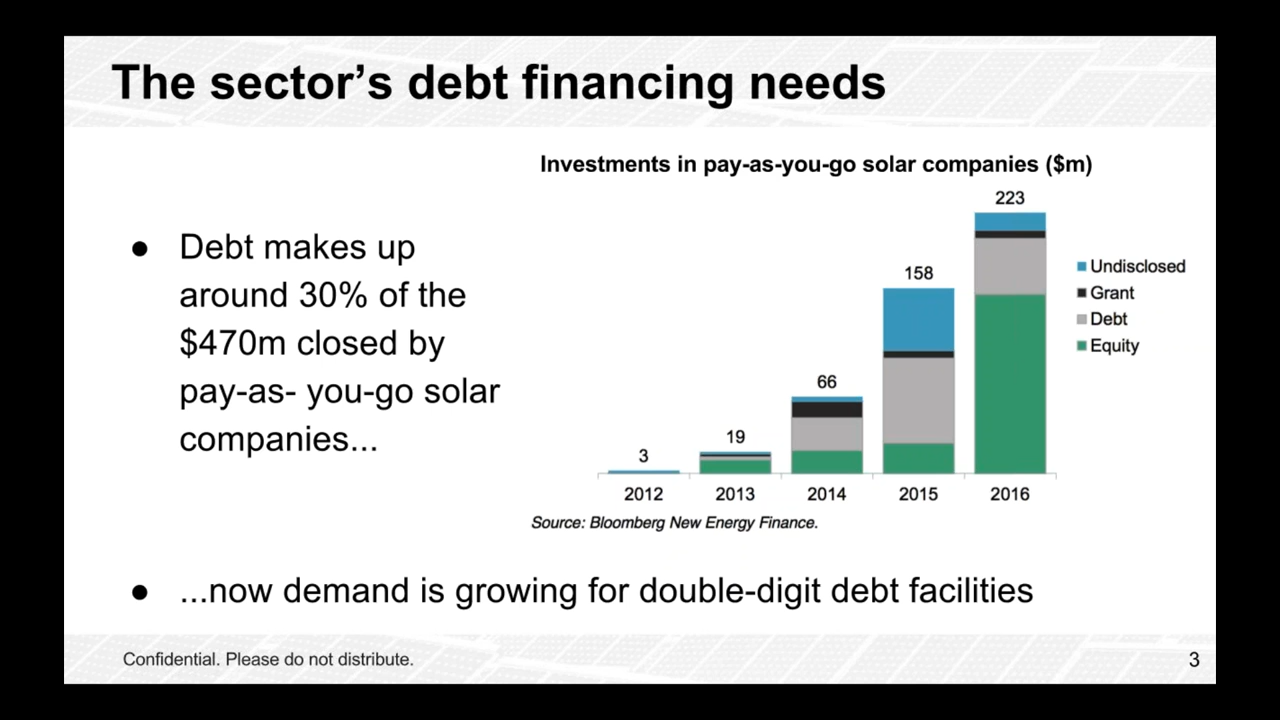 The sector's debt financing needs
Investments in pay-as-you-go solar companies ($m)
● Debt makes up
around 30% of the
$470m closed by
pay-as- you-go solar
companies...
223
158
66
19
3
Undisclosed
Grant
Debt
Equity
2012 2013 2014 2015 2016
Source: Bloomberg New Energy Finance.
● ...now demand is growing for double-digit debt facilities
Confidential. Please do not distribute.
3